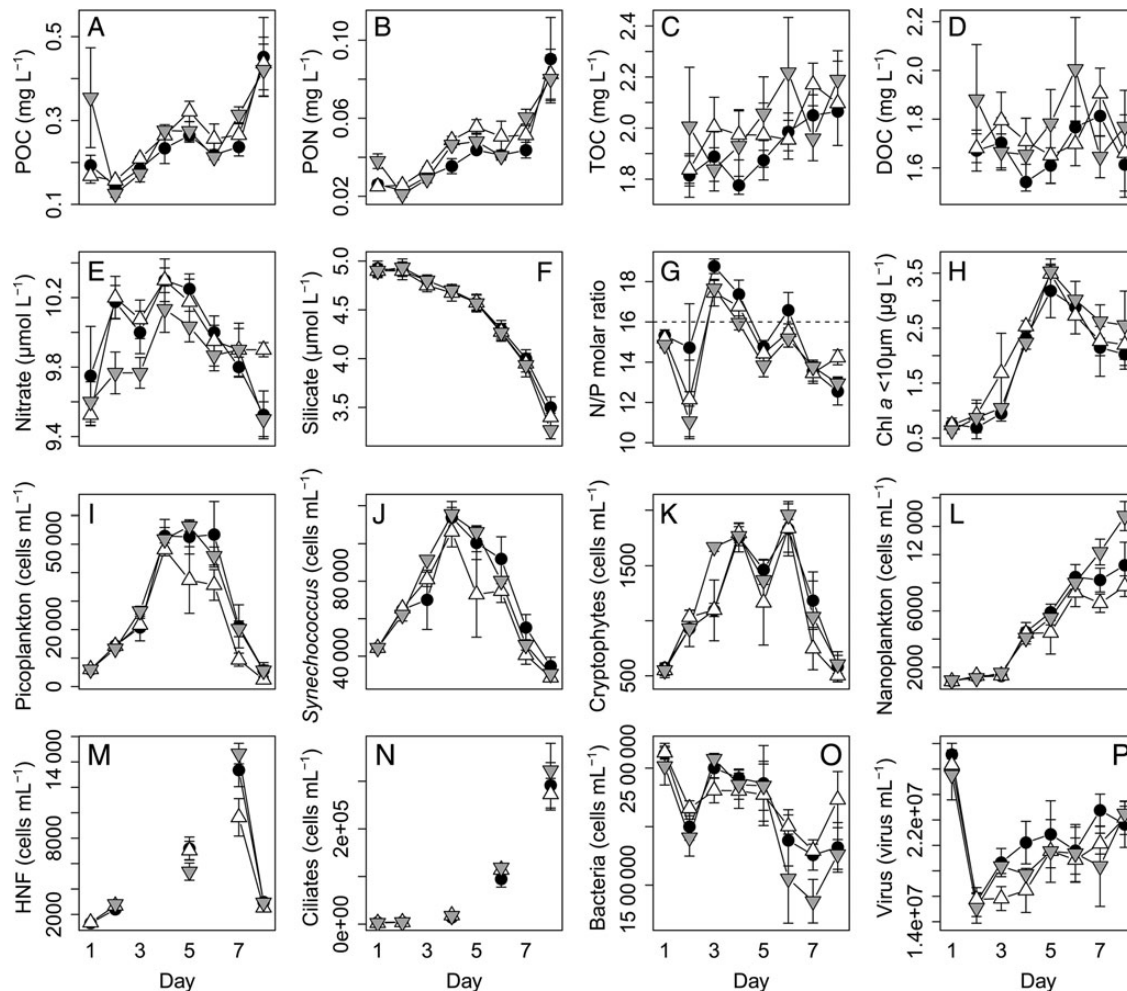 A
B
C
D
POC (mg L⁻¹)
0.1 0.3 0.5
PON (mg L⁻¹)
0.02 0.06 0.10
TOC (mg L⁻¹)
1.8 2.0 2.2 2.4
DOC (mg L⁻¹)
1.6 1.8 2.0 2.2
E
F
G
H
Nitrate (µmol L⁻¹)
9.4 9.8 10.2
Silicate (µmol L⁻¹)
3.5 4.0 4.5 5.0
N/P molar ratio
10 12 14 16 18
Chl a <10µm (µg L⁻¹)
0.5 1.5 2.5 3.5
I
J
K
L
Picoplankton (cells mL⁻¹)
0 20 000 50 000
Synechococcus (cells mL⁻¹)
40 000 80 000
Cryptophytes (cells mL⁻¹)
500 1500
Nanoplankton (cells mL⁻¹)
2000 6000 12 000
M
N
O
P
HNF (cells mL⁻¹)
2000 8000 14 000
Ciliates (cells mL⁻¹)
0e+00 2e+05
Bacteria (cells mL⁻¹)
15 00 000 25 00 000
Virus (virus mL⁻¹)
1.4e+07 2.2e+07
1 3 5 7
1 3 5 7
1 3 5 7
1 3 5 7
Day
Day
Day
Day